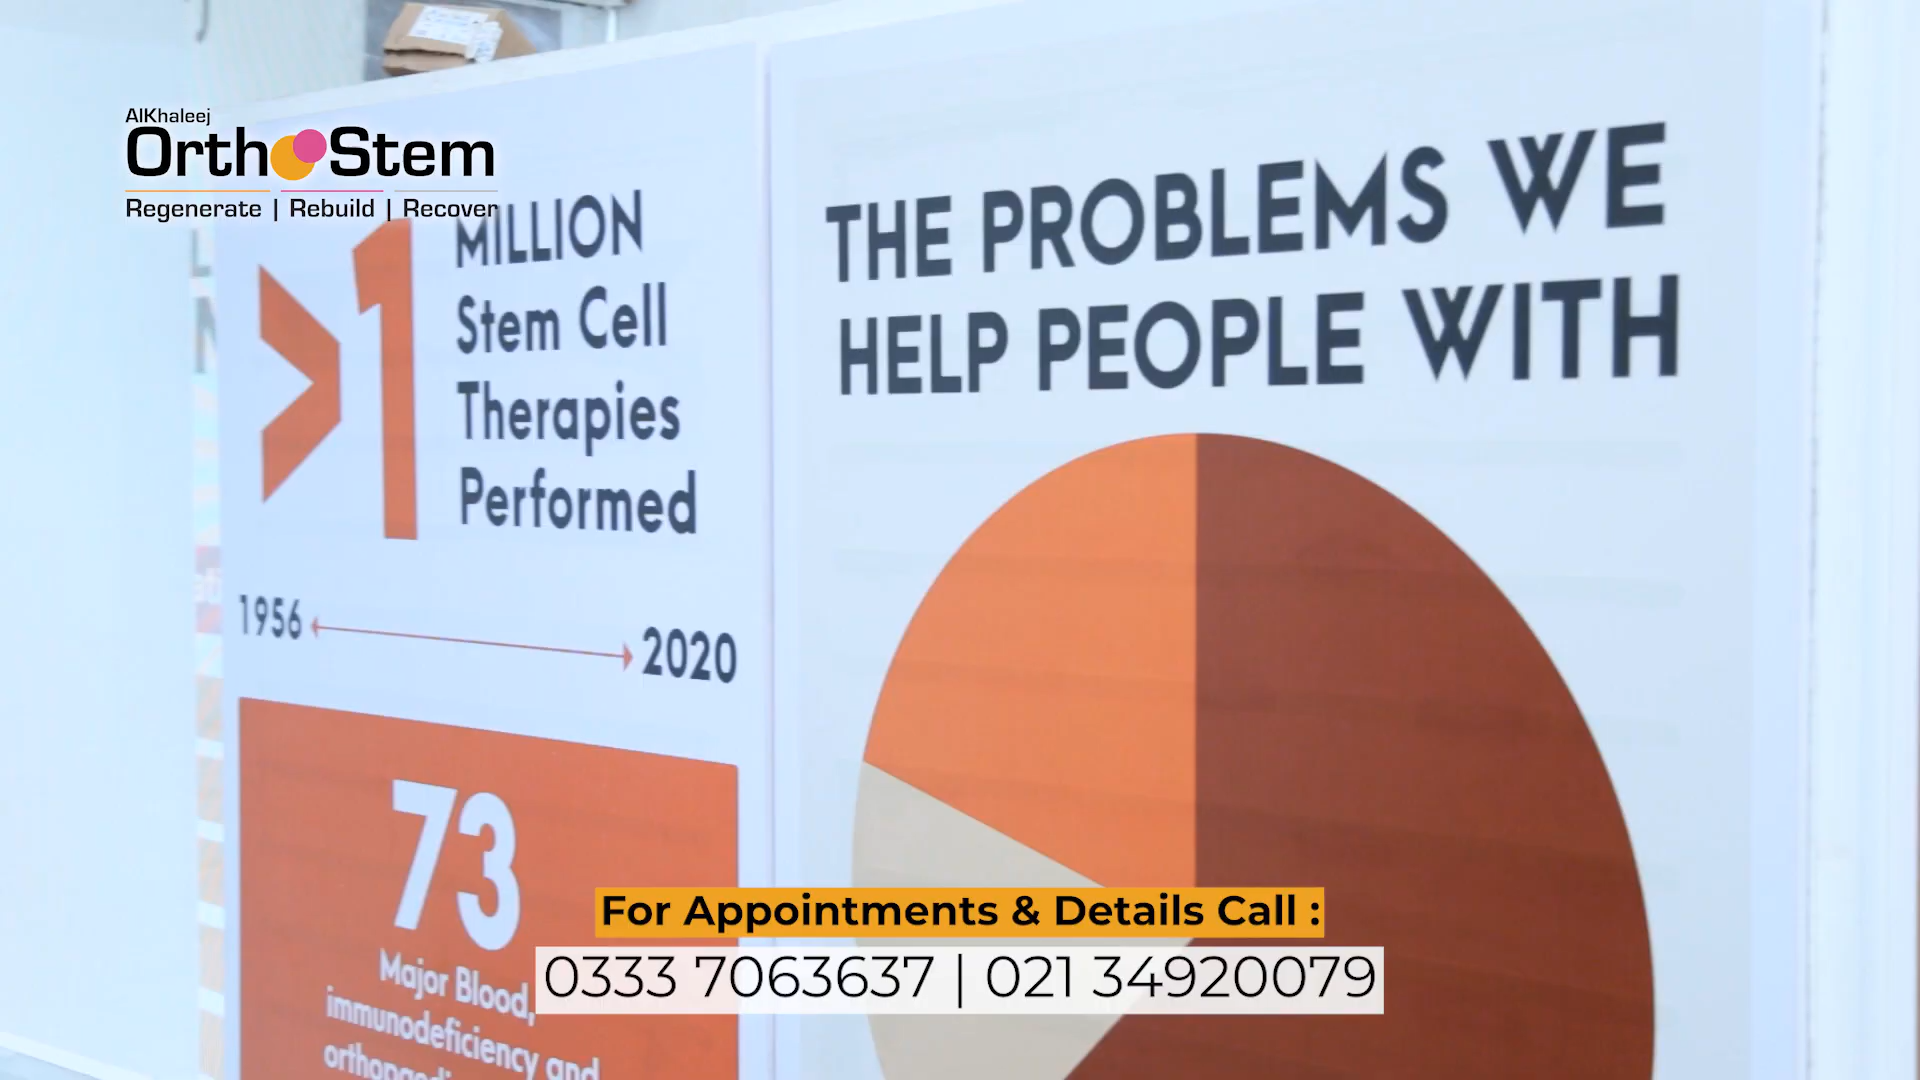 AlKhaleej
Orth Stem
Regenerate | Rebuild | Recover
>1 MILLION
Stem Cell
Therapies
Performed
1956
2020
73
Major Blood,
immunodeficiency and
THE PROBLEMS WE
HELP PEOPLE WITH
For Appointments & Details Call :
0333 7063637 | 021 34920079